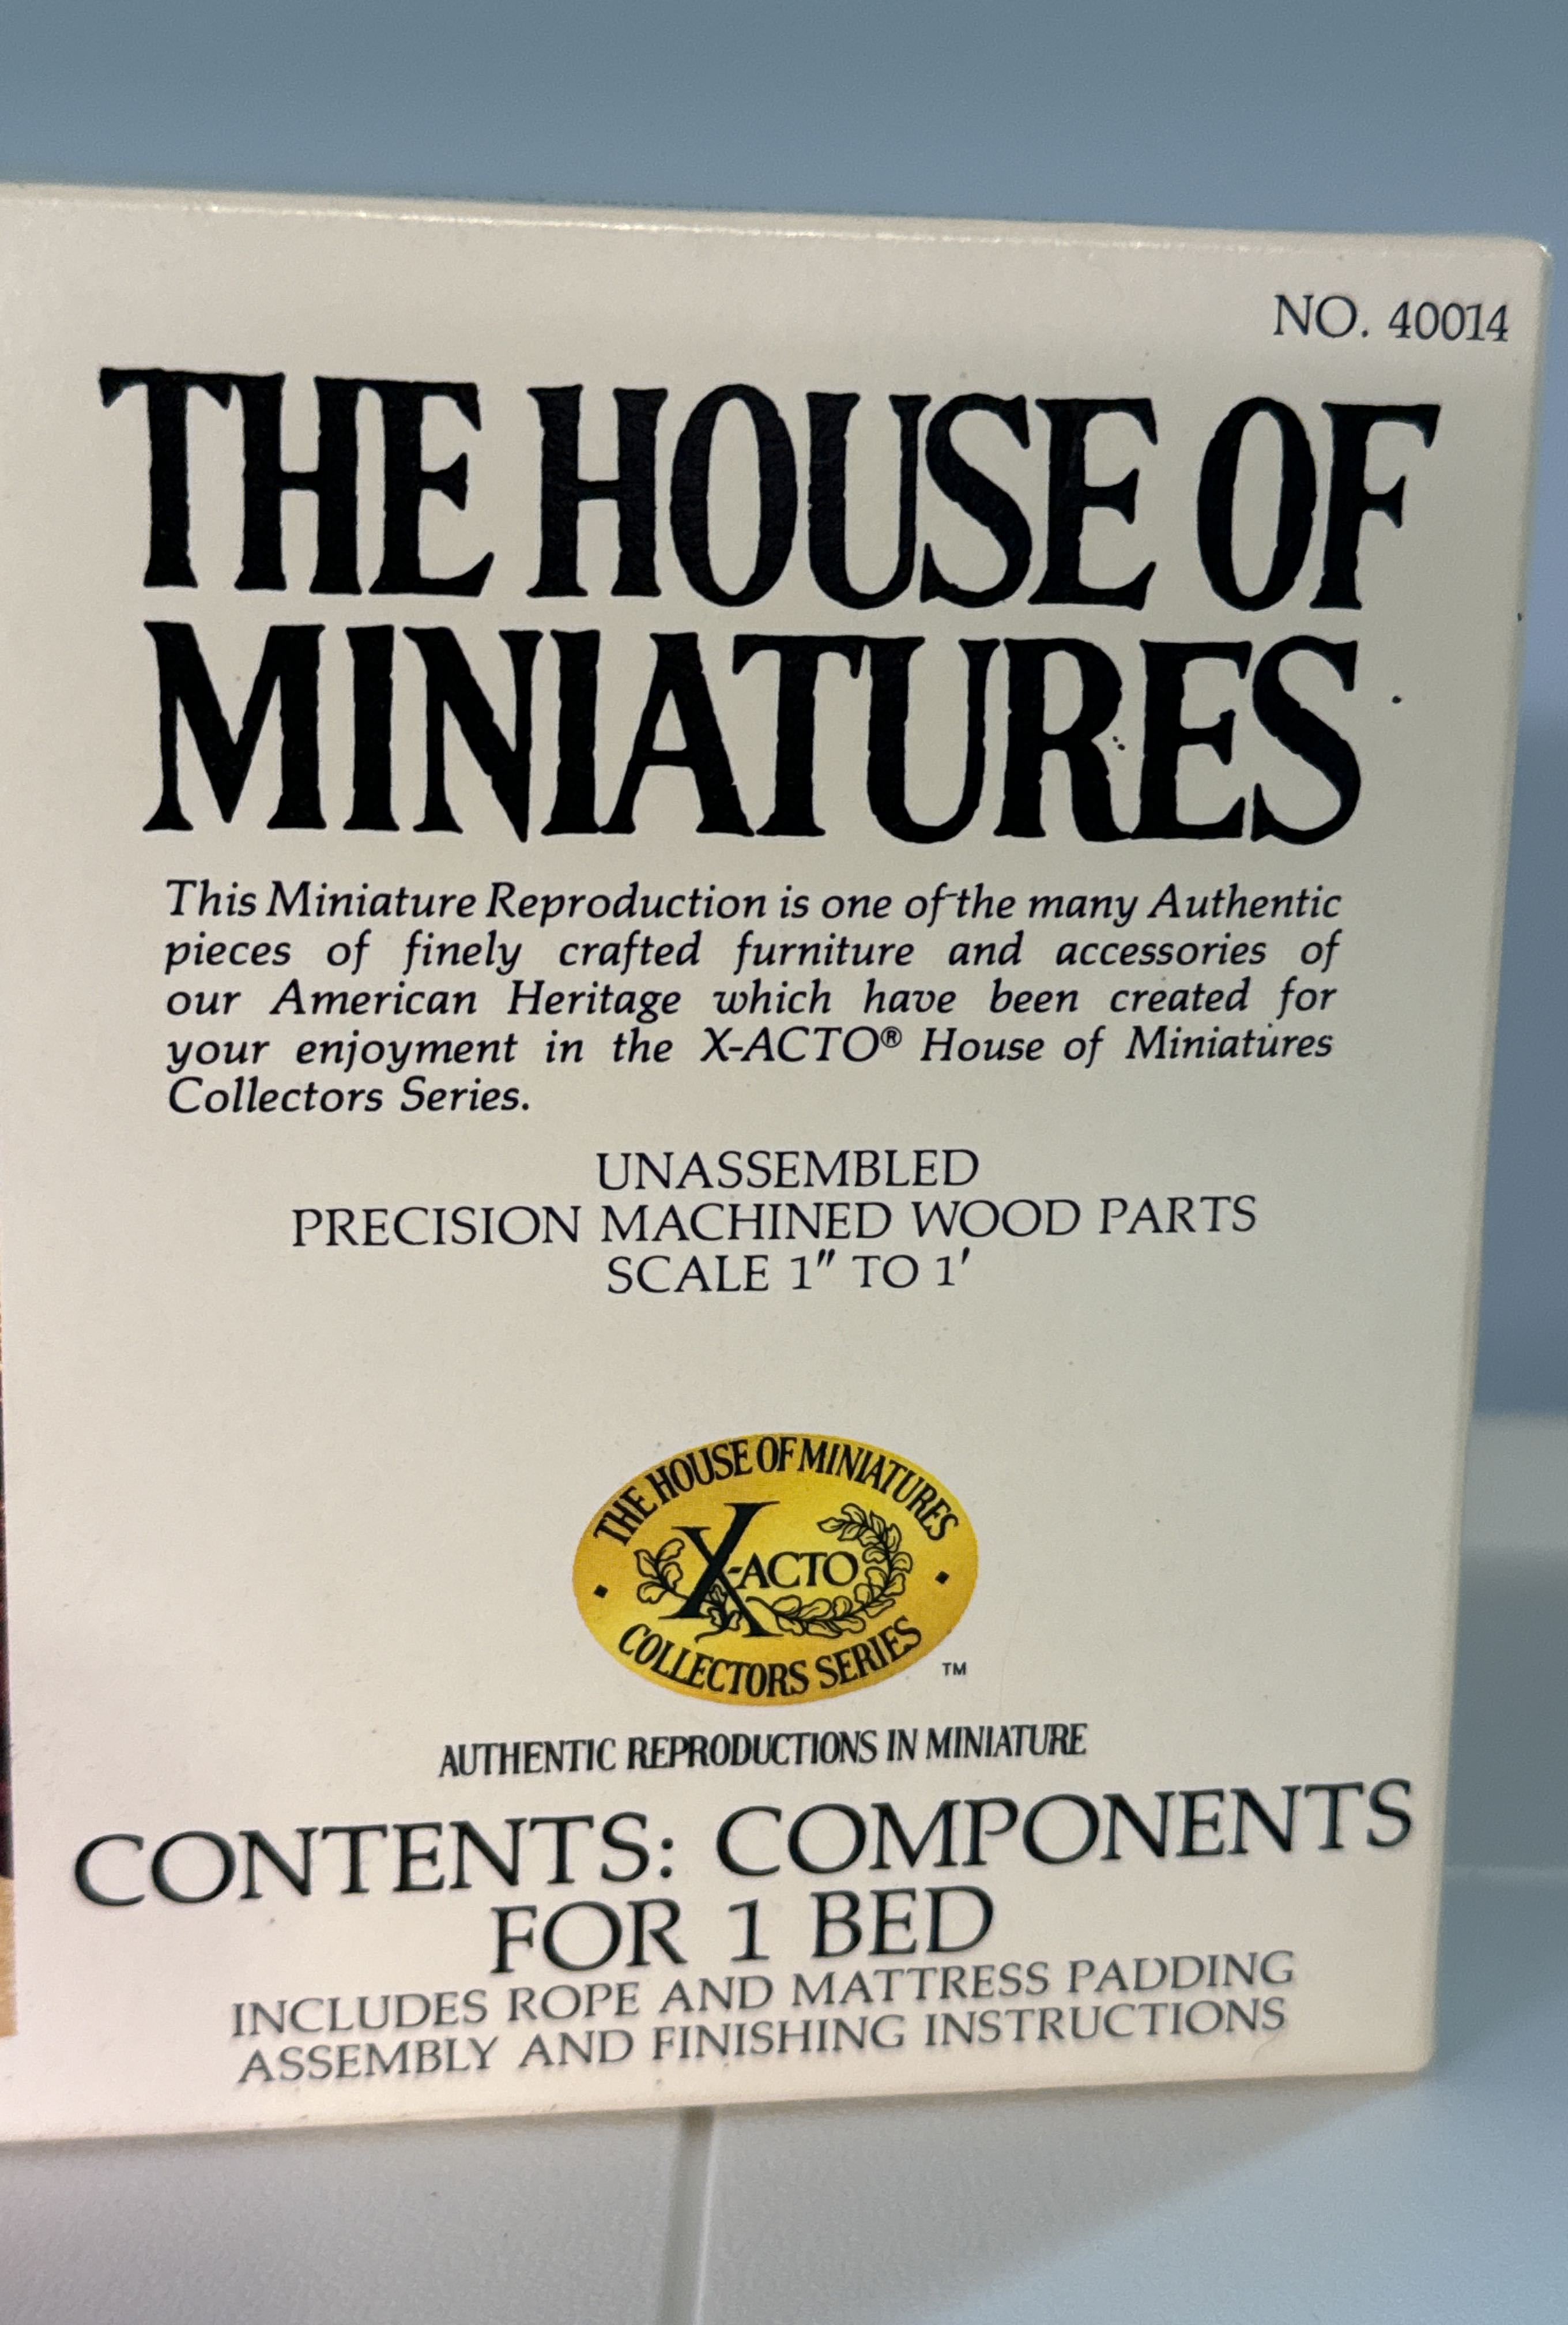 NO. 40014
THE HOUSE OF
MINIATURES
This Miniature Reproduction is one of the many Authentic
pieces of finely crafted furniture and accessories of
our American Heritage which have been created for
your enjoyment in the X-ACTO® House of Miniatures
Collectors Series.
UNASSEMBLED
PRECISION MACHINED WOOD PARTS
SCALE 1" TO 1'
THE HOUSE OF MINIATURES
X-ACTO
COLLECTORS SERIES
TM
AUTHENTIC REPRODUCTIONS IN MINIATURE
CONTENTS: COMPONENTS
FOR 1 BED
INCLUDES ROPE AND MATTRESS PADDING
ASSEMBLY AND FINISHING INSTRUCTIONS